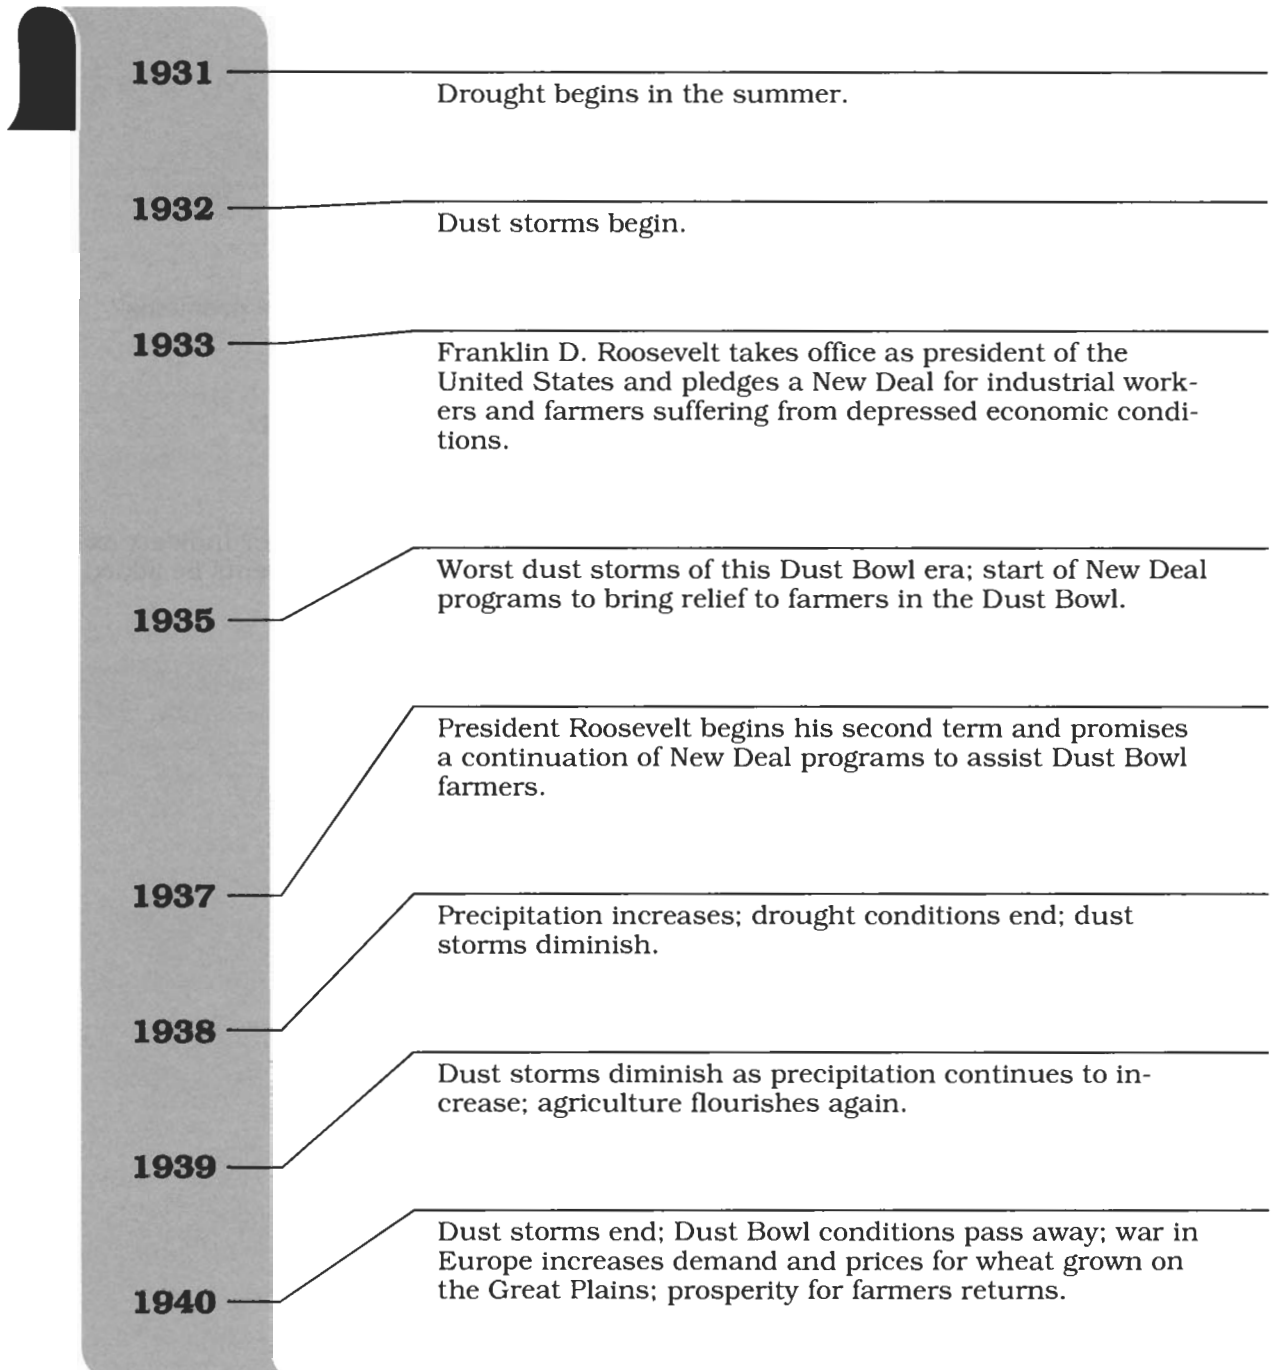 1931
Drought begins in the summer.
1932
Dust storms begin.
1933
Franklin D. Roosevelt takes office as president of the
United States and pledges a New Deal for industrial work-
ers and farmers suffering from depressed economic condi-
tions.
1935
Worst dust storms of this Dust Bowl era; start of New Deal
programs to bring relief to farmers in the Dust Bowl.
1937
President Roosevelt begins his second term and promises
a continuation of New Deal programs to assist Dust Bowl
farmers.
1938
Precipitation increases; drought conditions end; dust
storms diminish.
1939
Dust storms diminish as precipitation continues to in-
crease; agriculture flourishes again.
1940
Dust storms end; Dust Bowl conditions pass away; war in
Europe increases demand and prices for wheat grown on
the Great Plains; prosperity for farmers returns.